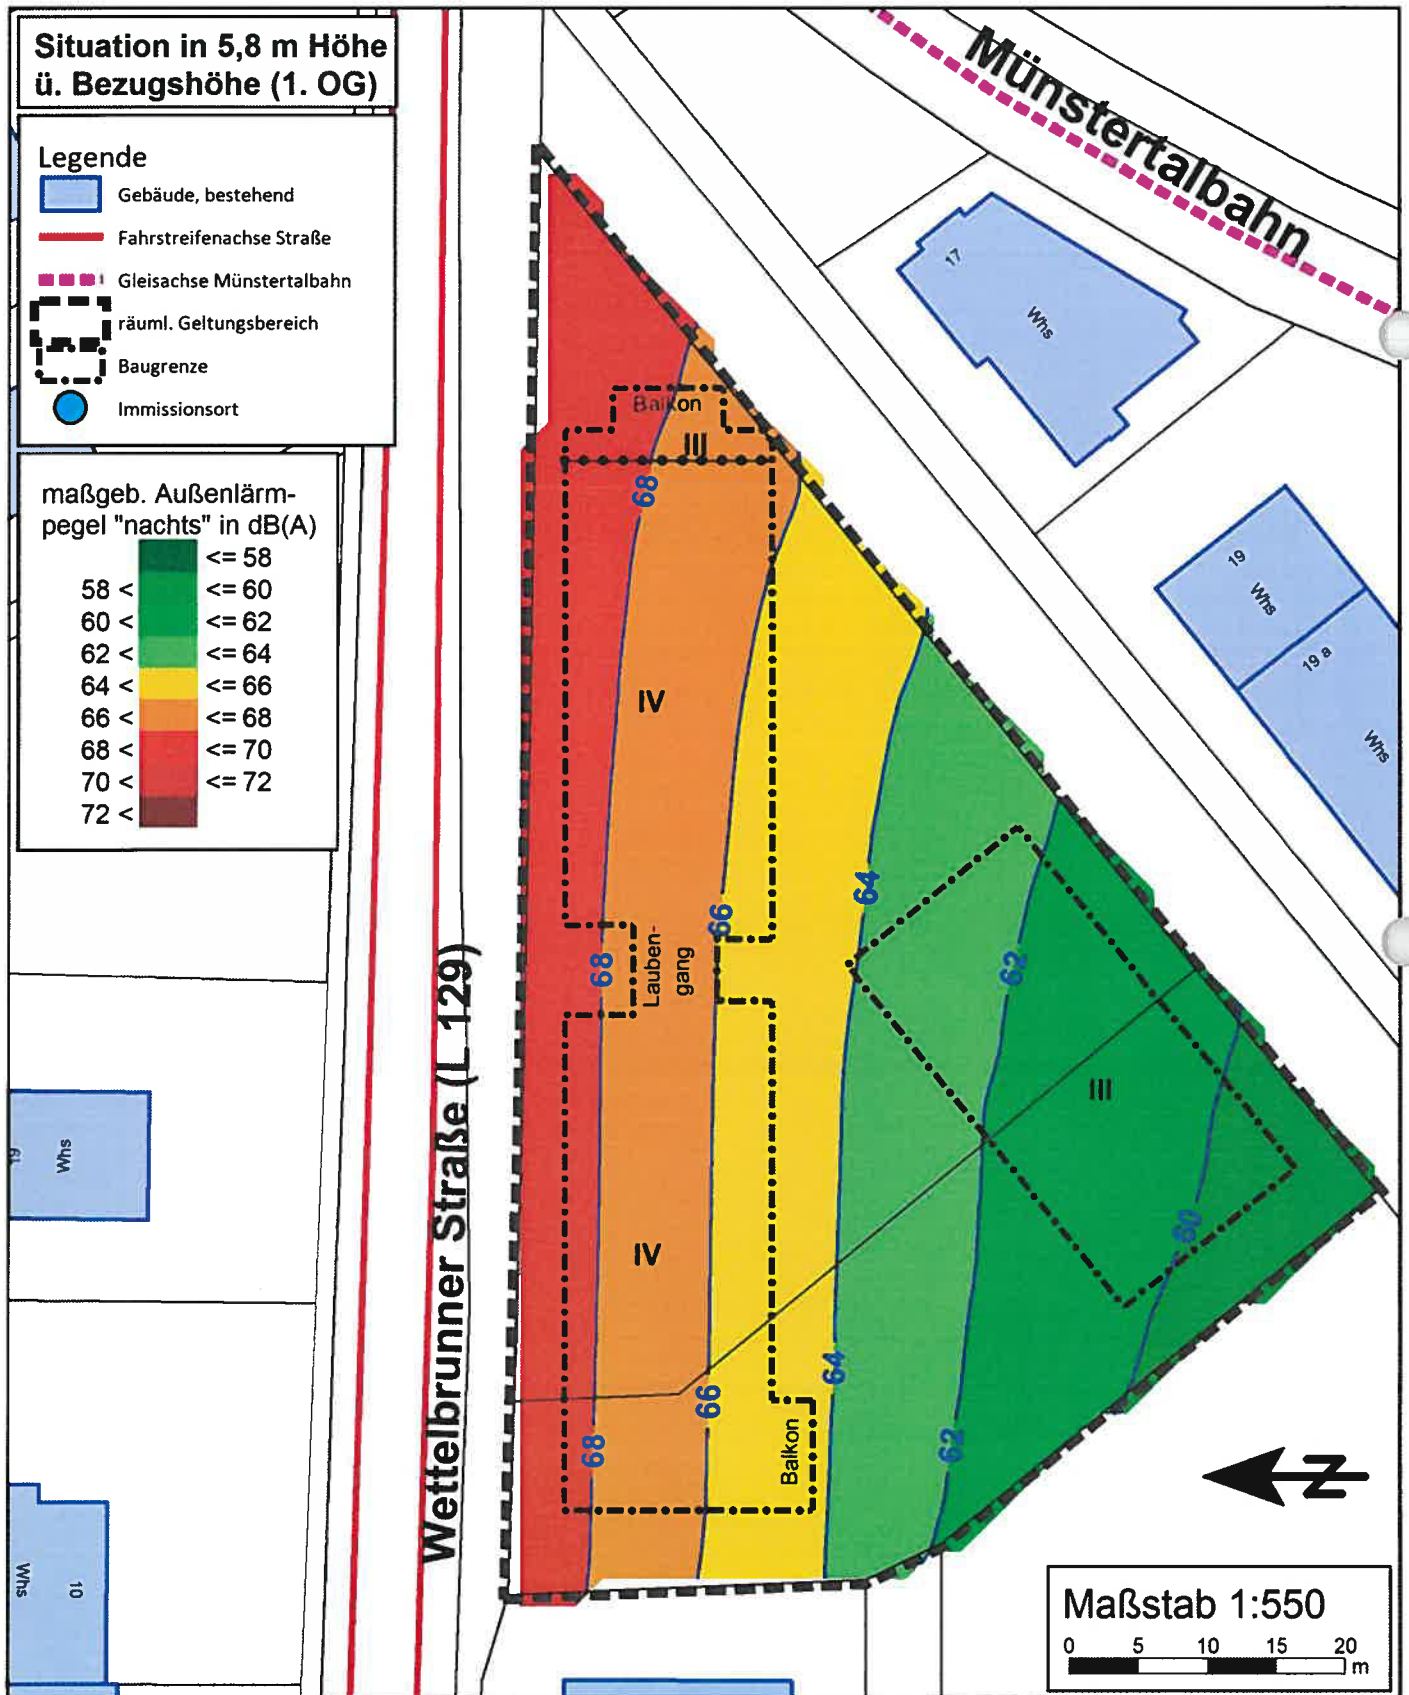 Situation in 5,8 m Höhe
ü. Bezugshöhe (1. OG)
Legende
Gebäude, bestehend
Fahrstreifenachse Straße
Gleisachse Münstertalbahn
räuml. Geltungsbereich
Baugrenze
Immissionsort
maßgeb. Außenlärm-
pegel "nachts" in dB(A)
<= 58
58 < <= 60
60 < <= 62
62 < <= 64
64 < <= 66
66 < <= 68
68 < <= 70
70 < <= 72
72 <
Münstertalbahn
17
Whs
19
Whs
19 a
Whs
Balkon
III
68
IV
66
64
62
68
Lauben-
gang
III
60
IV
64
66
68
62
Balkon
Wettelbrunner Straße (L 129)
19
Whs
Whs
10
N
Maßstab 1:550
0 5 10 15 20
m